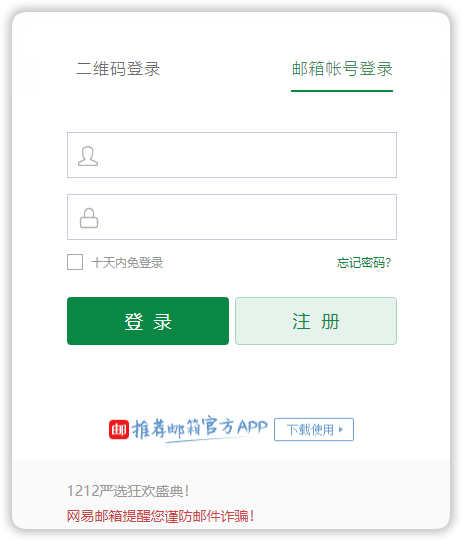 二维码登录 邮箱帐号登录
十天内免登录 忘记密码?
登 录 注 册
邮 推荐邮箱官方APP 下载使用
1212严选狂欢盛典!
网易邮箱提醒您谨防邮件诈骗!